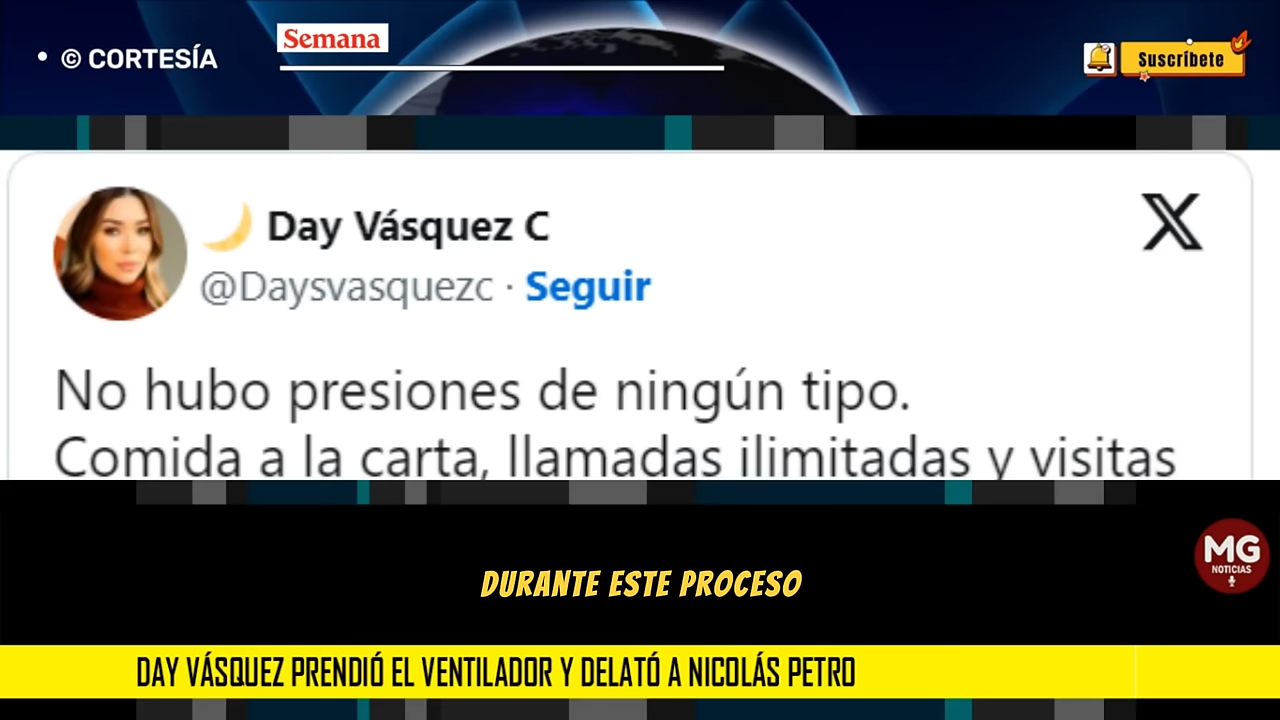 © CORTESÍA
Semana
Suscríbete
Day Vásquez C
@Daysvasquezc · Seguir
No hubo presiones de ningún tipo.
Comida a la carta, llamadas ilimitadas y visitas
MG
NOTICIAS
DURANTE ESTE PROCESO
DAY VÁSQUEZ PRENDIÓ EL VENTILADOR Y DELATÓ A NICOLÁS PETRO